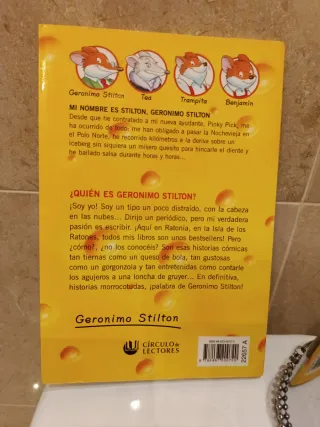 Geronimo Stilton
Tea
Trampita
Benjamín
MI NOMBRE ES STILTON, GERONIMO STILTON
Desde que he contratado a mi nueva ayudante, Pinky Pick, me
ha ocurrido de todo: me han obligado a pasar la Nochevieja en
el Polo Norte, he recorrido kilómetros a la deriva sobre un
iceberg sin siquiera un mísero quesito para hincarle el diente y
he bailado salsa durante horas y horas...
¿QUIÉN ES GERONIMO STILTON?
¡Soy yo! Soy un tipo un poco distraído, con la cabeza
en las nubes... Dirijo un periódico, pero mi verdadera
pasión es escribir. ¡Aquí en Ratonia, en la Isla de los
Ratones, todos mis libros son unos bestsellers! Pero
¿cómo?, ¿no los conocéis? Son esas historias cómicas
tan tiernas como un queso de bola, tan gustosas
como un gorgonzola y tan entretenidas como contarle
los agujeros a una loncha de gruyer... En definitiva,
historias morrocotudas, ¡palabra de Geronimo Stilton!
Geronimo Stilton
CÍRCULO de
LECTORES
22657 A